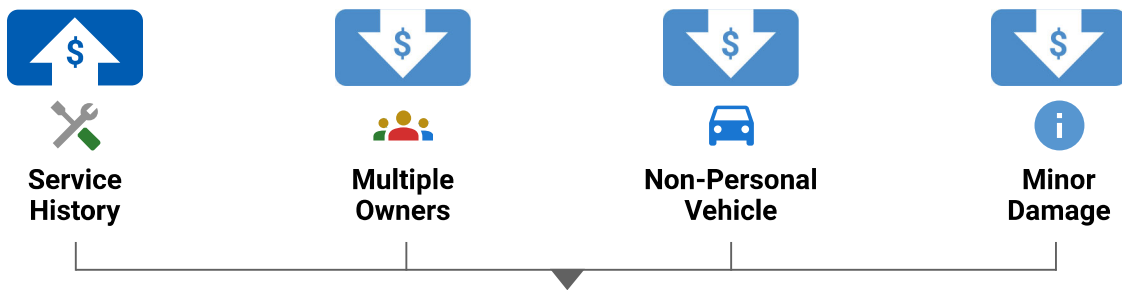 $ $ $ $
Service Multiple Non-Personal Minor
History Owners Vehicle Damage